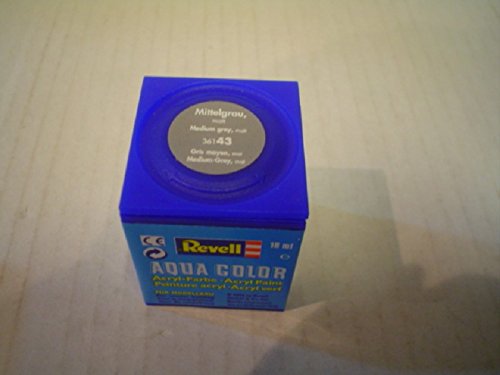 Mittelgrau,
matt
Medium grey, matt
36143
Gris moyen, mat
Medium-Grey, mat
CE
Revell
18 ml
e
AQUA COLOR
Acryl-Farbe · Acryl Paint
Peinture acryl · Acryl verf